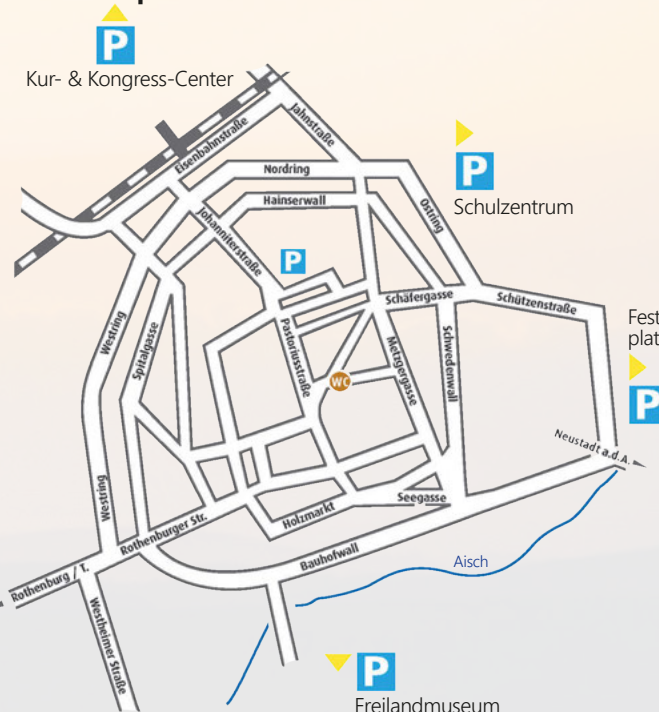 P
Kur- & Kongress-Center
Eisenbahnstraße
Jahnstraße
P
Schulzentrum
Nordring
Hainserwall
Ostring
Johanniterstraße
P
Schäfergasse
Schützenstraße
Westring
Spitalgasse
Pastoriusstraße
WC
Metzgergasse
Schwedenwall
Fest
plat
P
Neustadt a.d.A.
Westring
Seegasse
Holzmarkt
Rothenburger Str.
Bauhofwall
Aisch
Rothenburg / T.
Westheimer Straße
P
Freilandmuseum